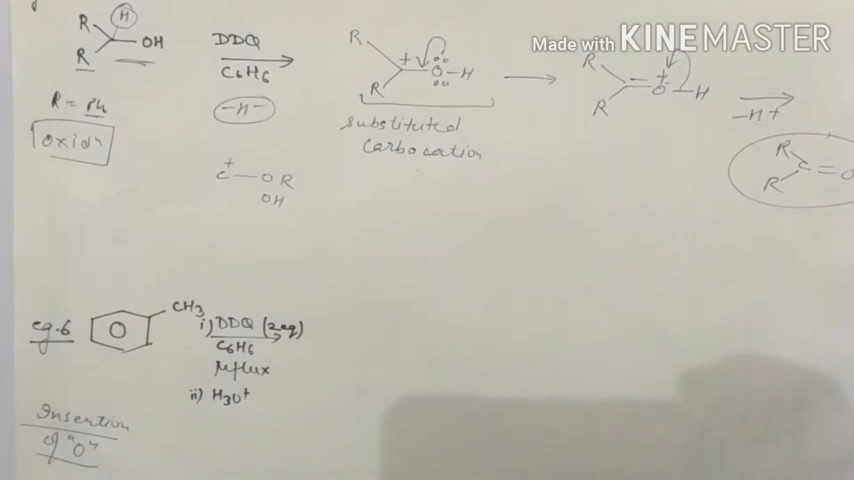 Made with KINEMASTER
R H
R OH
DDQ
C6H6
R + O-H
R
R + O-H
R
-H+
R = Ph
-H-
Substituted
Carbocation
R C=O
R
Oxidn
+
C-OR
OH
eg.6
CH3
i) DDQ (2eq)
C6H6
Reflux
ii) H3O+
Insertion
of "O"